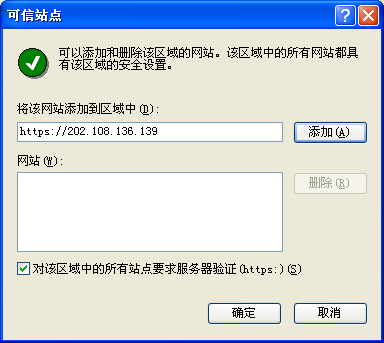 可信站点
可以添加和删除该区域的网站。该区域中的所有网站都具
有该区域的安全设置。
将该网站添加到区域中(D):
https://202.108.136.139
添加(A)
网站(W):
删除(R)
对该区域中的所有站点要求服务器验证(https:)(S)
确定
取消